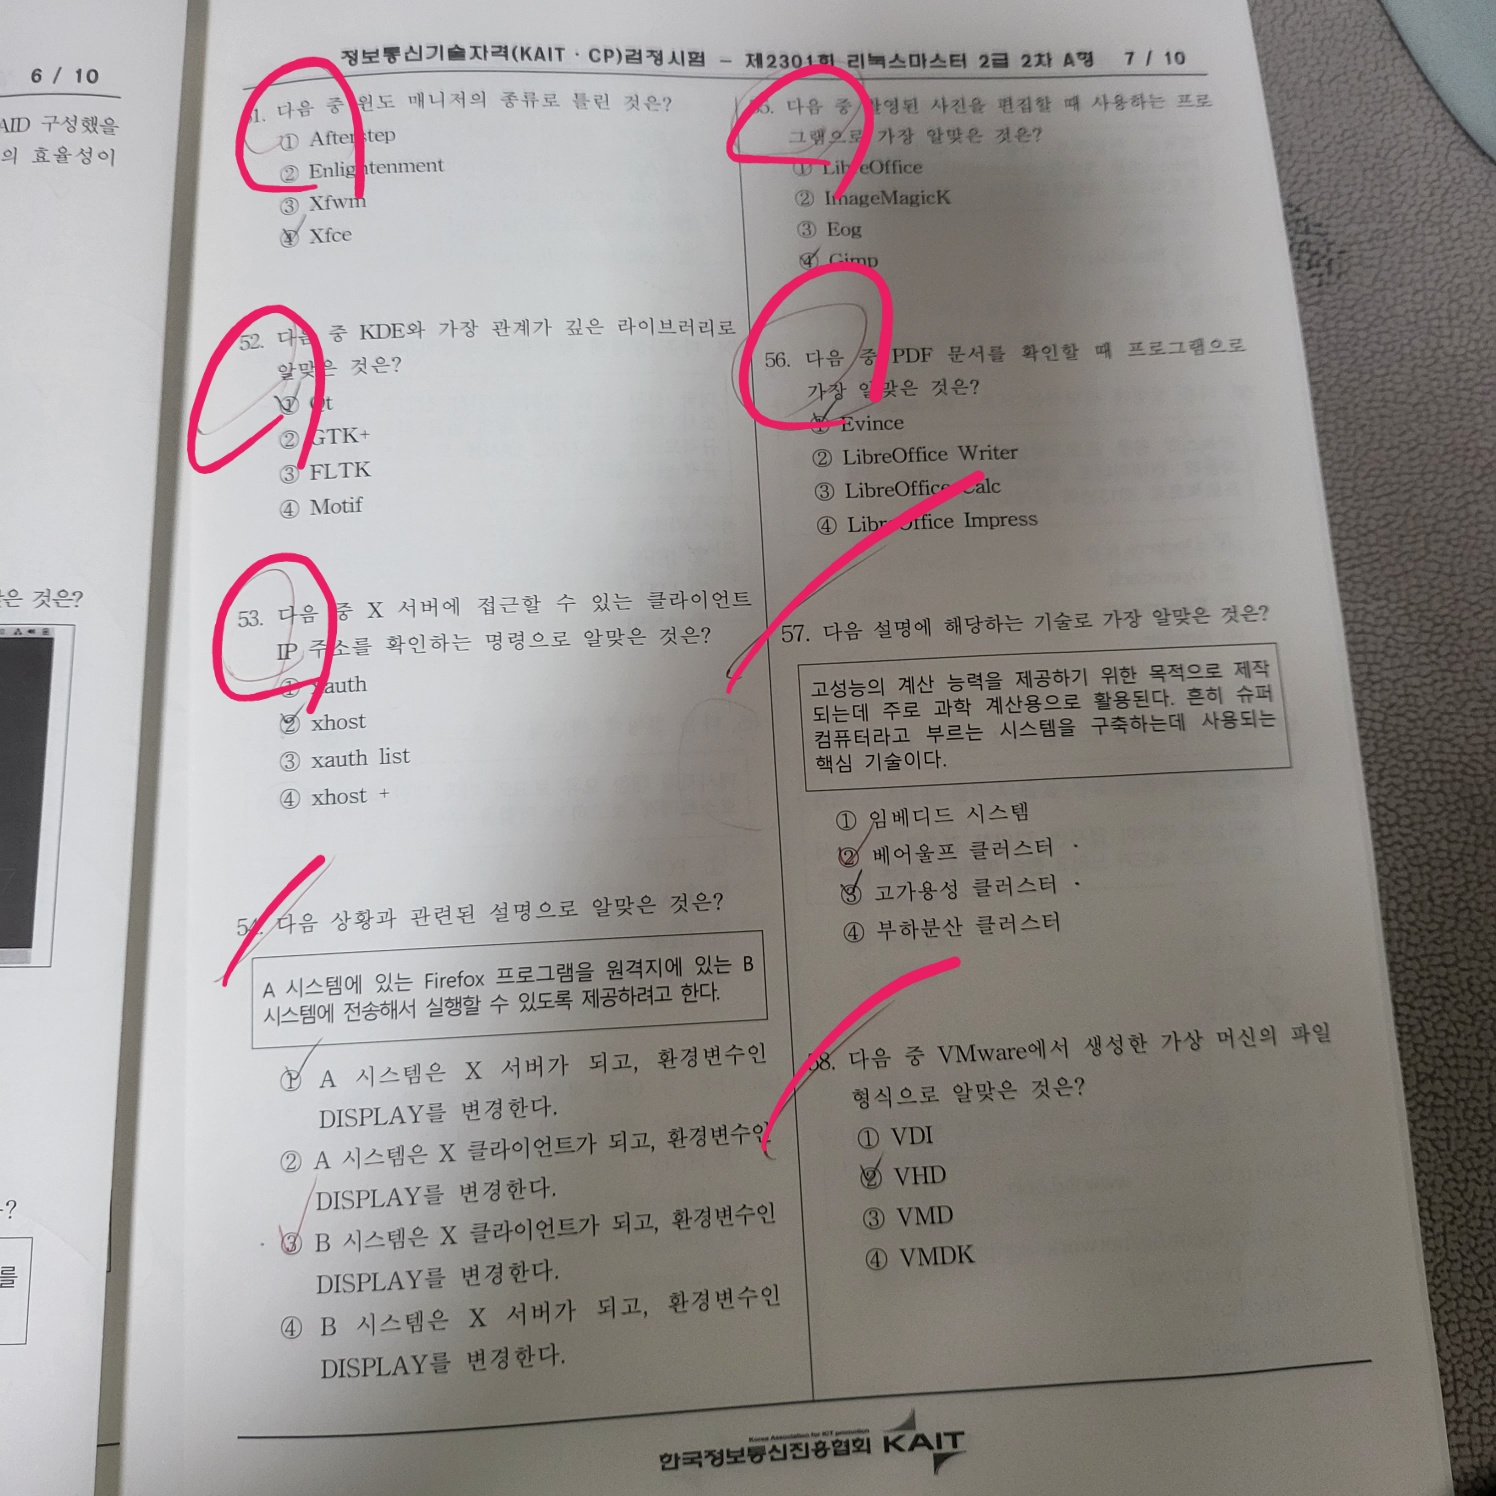 6 / 10
AID 구성했을
의 효율성이
은 것은?
?
를
정보통신기술자격(KAIT · CP)검정시험 - 제2301회 리눅스마스터 2급 2차 A형 7 / 10
51. 다음 중 윈도 매니저의 종류로 틀린 것은?
① Afterstep
② Enlightenment
③ Xfwm
④ Xfce
52. 다음 중 KDE와 가장 관계가 깊은 라이브러리로
알맞은 것은?
① Qt
② GTK+
③ FLTK
④ Motif
53. 다음 중 X 서버에 접근할 수 있는 클라이언트
IP 주소를 확인하는 명령으로 알맞은 것은?
① xauth
② xhost
③ xauth list
④ xhost +
54. 다음 상황과 관련된 설명으로 알맞은 것은?
A 시스템에 있는 Firefox 프로그램을 원격지에 있는 B
시스템에 전송해서 실행할 수 있도록 제공하려고 한다.
① A 시스템은 X 서버가 되고, 환경변수인
DISPLAY를 변경한다.
② A 시스템은 X 클라이언트가 되고, 환경변수인
DISPLAY를 변경한다.
③ B 시스템은 X 클라이언트가 되고, 환경변수인
DISPLAY를 변경한다.
④ B 시스템은 X 서버가 되고, 환경변수인
DISPLAY를 변경한다.
55. 다음 중 촬영된 사진을 편집할 때 사용하는 프로
그램으로 가장 알맞은 것은?
① LibreOffice
② ImageMagicK
③ Eog
④ Gimp
56. 다음 중 PDF 문서를 확인할 때 프로그램으로
가장 알맞은 것은?
① Evince
② LibreOffice Writer
③ LibreOffice Calc
④ LibreOffice Impress
57. 다음 설명에 해당하는 기술로 가장 알맞은 것은?
고성능의 계산 능력을 제공하기 위한 목적으로 제작
되는데 주로 과학 계산용으로 활용된다. 흔히 슈퍼
컴퓨터라고 부르는 시스템을 구축하는데 사용되는
핵심 기술이다.
① 임베디드 시스템
② 베어울프 클러스터
③ 고가용성 클러스터
④ 부하분산 클러스터
58. 다음 중 VMware에서 생성한 가상 머신의 파일
형식으로 알맞은 것은?
① VDI
② VHD
③ VMD
④ VMDK
Korea Association for ICT promotion
한국정보통신진흥협회 KAIT